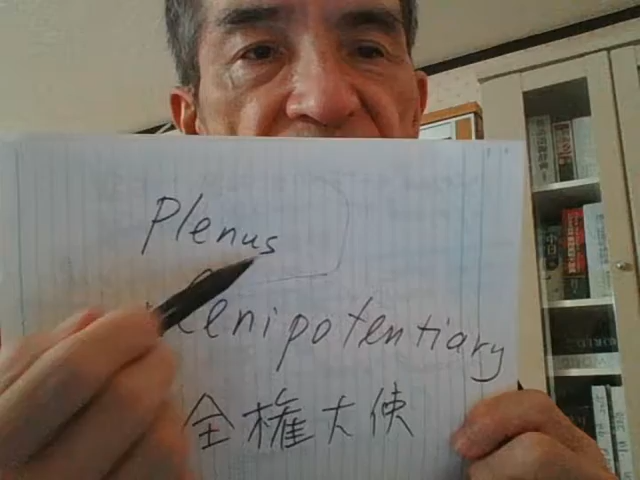 Plenus
lenipotentiary
全権大使